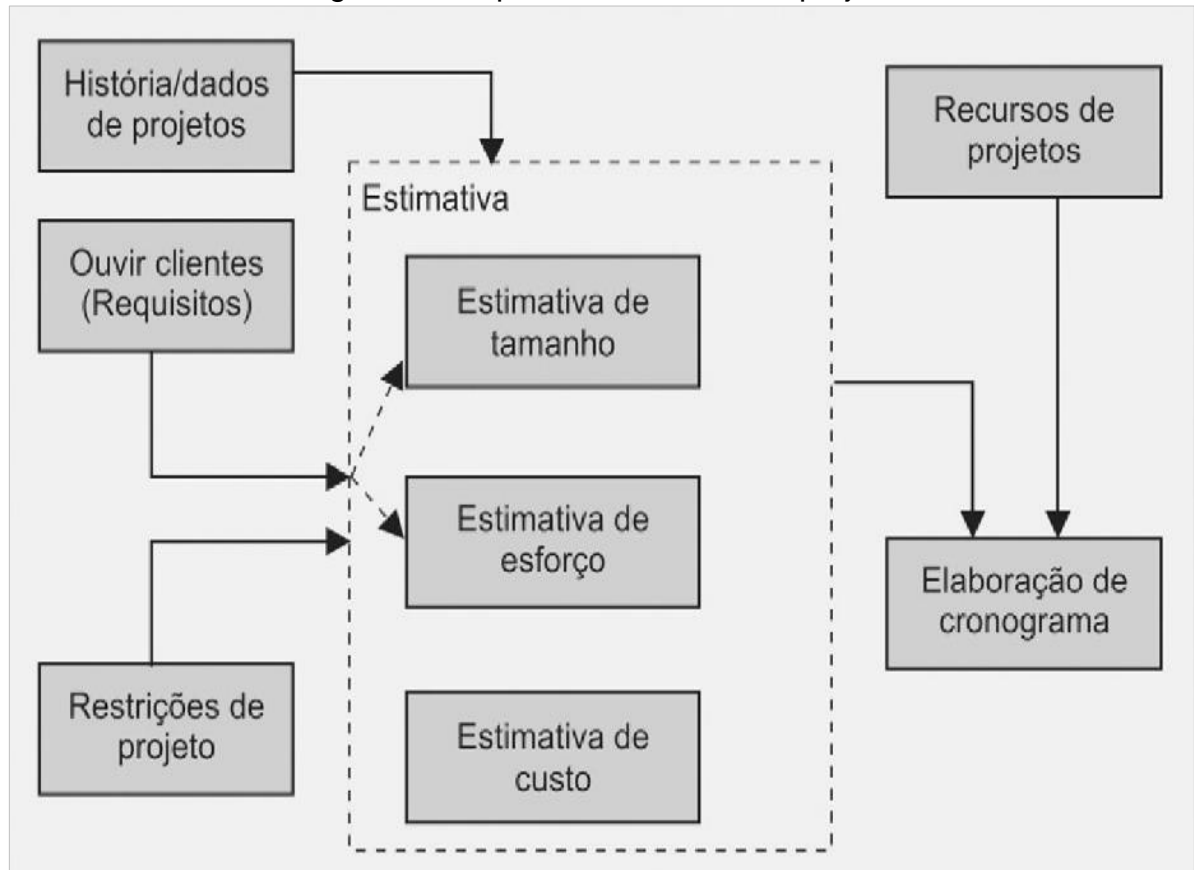 História/dados
de projetos
Ouvir clientes
(Requisitos)
Restrições de
projeto
Estimativa
Estimativa de
tamanho
Estimativa de
esforço
Estimativa de
custo
Recursos de
projetos
Elaboração de
cronograma